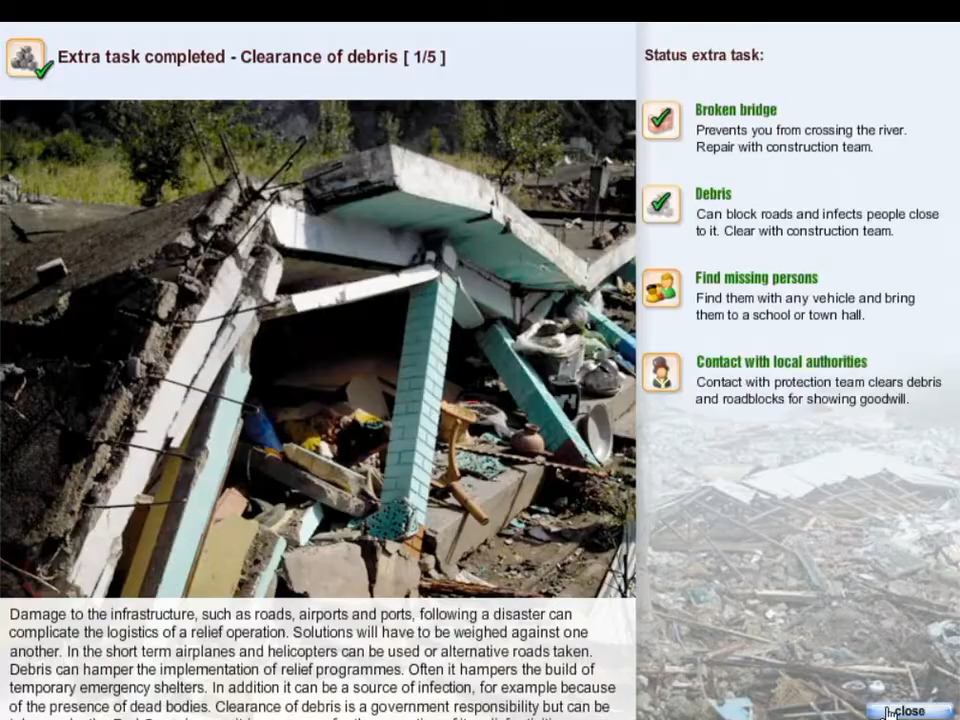 Extra task completed - Clearance of debris [ 1/5 ]
Status extra task:
Broken bridge
Prevents you from crossing the river.
Repair with construction team.
Debris
Can block roads and infects people close
to it. Clear with construction team.
Find missing persons
Find them with any vehicle and bring
them to a school or town hall.
Contact with local authorities
Contact with protection team clears debris
and roadblocks for showing goodwill.
Damage to the infrastructure, such as roads, airports and ports, following a disaster can
complicate the logistics of a relief operation. Solutions will have to be weighed against one
another. In the short term airplanes and helicopters can be used or alternative roads taken.
Debris can hamper the implementation of relief programmes. Often it hampers the build of
temporary emergency shelters. In addition it can be a source of infection, for example because
of the presence of dead bodies. Clearance of debris is a government responsibility but can be
close